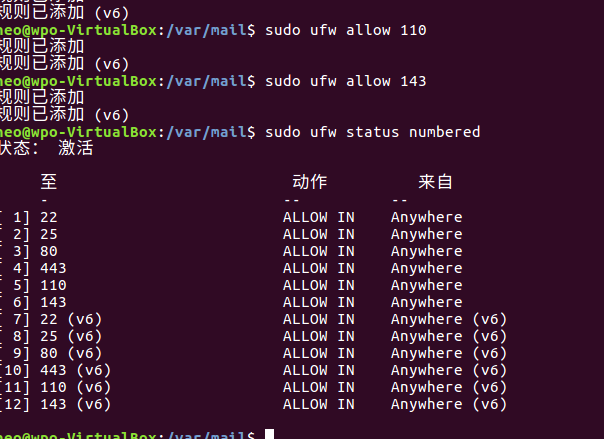 规则已添加 (v6)
neo@wpo-VirtualBox:/var/mail$ sudo ufw allow 110
规则已添加
规则已添加 (v6)
neo@wpo-VirtualBox:/var/mail$ sudo ufw allow 143
规则已添加
规则已添加 (v6)
neo@wpo-VirtualBox:/var/mail$ sudo ufw status numbered
状态： 激活
至 动作 来自
- -- --
[ 1] 22 ALLOW IN Anywhere
[ 2] 25 ALLOW IN Anywhere
[ 3] 80 ALLOW IN Anywhere
[ 4] 443 ALLOW IN Anywhere
[ 5] 110 ALLOW IN Anywhere
[ 6] 143 ALLOW IN Anywhere
[ 7] 22 (v6) ALLOW IN Anywhere (v6)
[ 8] 25 (v6) ALLOW IN Anywhere (v6)
[ 9] 80 (v6) ALLOW IN Anywhere (v6)
[10] 443 (v6) ALLOW IN Anywhere (v6)
[11] 110 (v6) ALLOW IN Anywhere (v6)
[12] 143 (v6) ALLOW IN Anywhere (v6)
neo@wpo-VirtualBox:/var/mail$